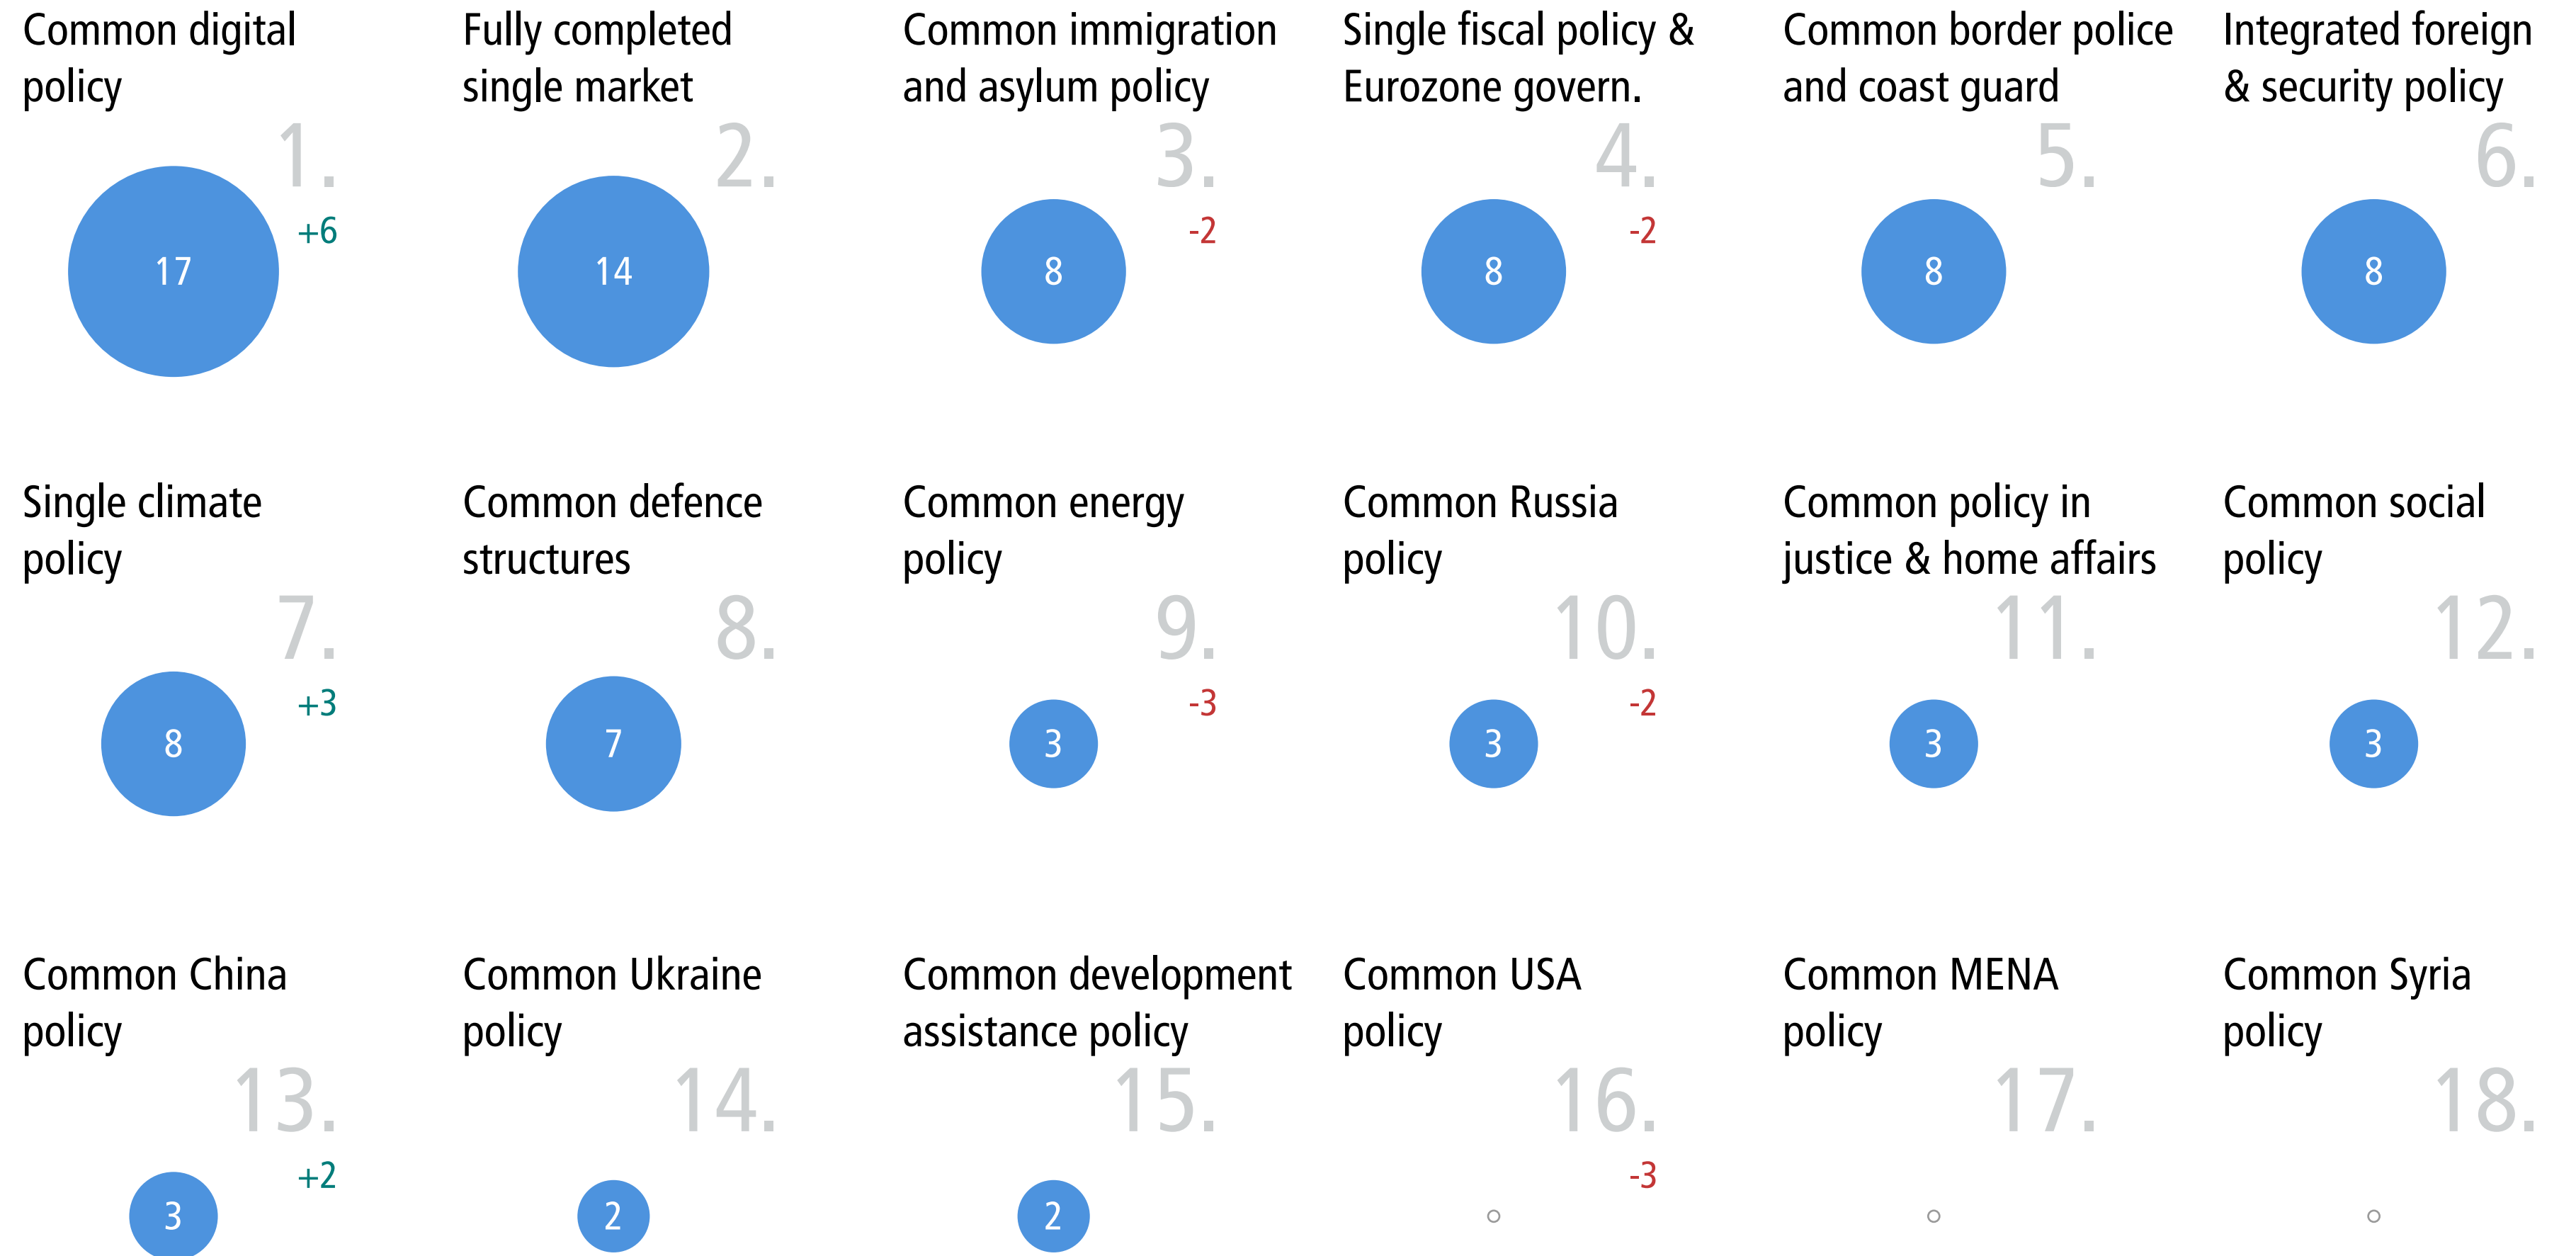 Common digital
policy
1.
+6
17
Fully completed
single market
2.
14
Common immigration
and asylum policy
3.
-2
8
Single fiscal policy &
Eurozone govern.
4.
-2
8
Common border police
and coast guard
5.
8
Integrated foreign
& security policy
6.
8
Single climate
policy
7.
+3
8
Common defence
structures
8.
7
Common energy
policy
9.
-3
3
Common Russia
policy
10.
-2
3
Common policy in
justice & home affairs
11.
3
Common social
policy
12.
3
Common China
policy
13.
+2
3
Common Ukraine
policy
14.
2
Common development
assistance policy
15.
2
Common USA
policy
16.
-3
Common MENA
policy
17.
Common Syria
policy
18.